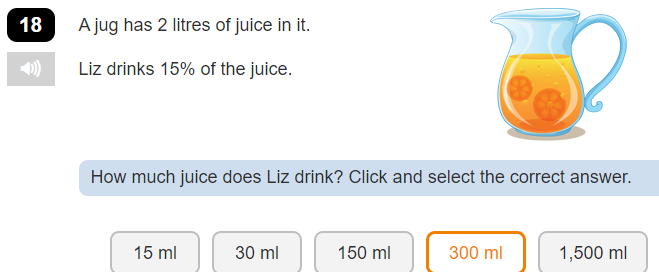 18
A jug has 2 litres of juice in it.
Liz drinks 15% of the juice.
How much juice does Liz drink? Click and select the correct answer.
15 ml
30 ml
150 ml
300 ml
1,500 ml